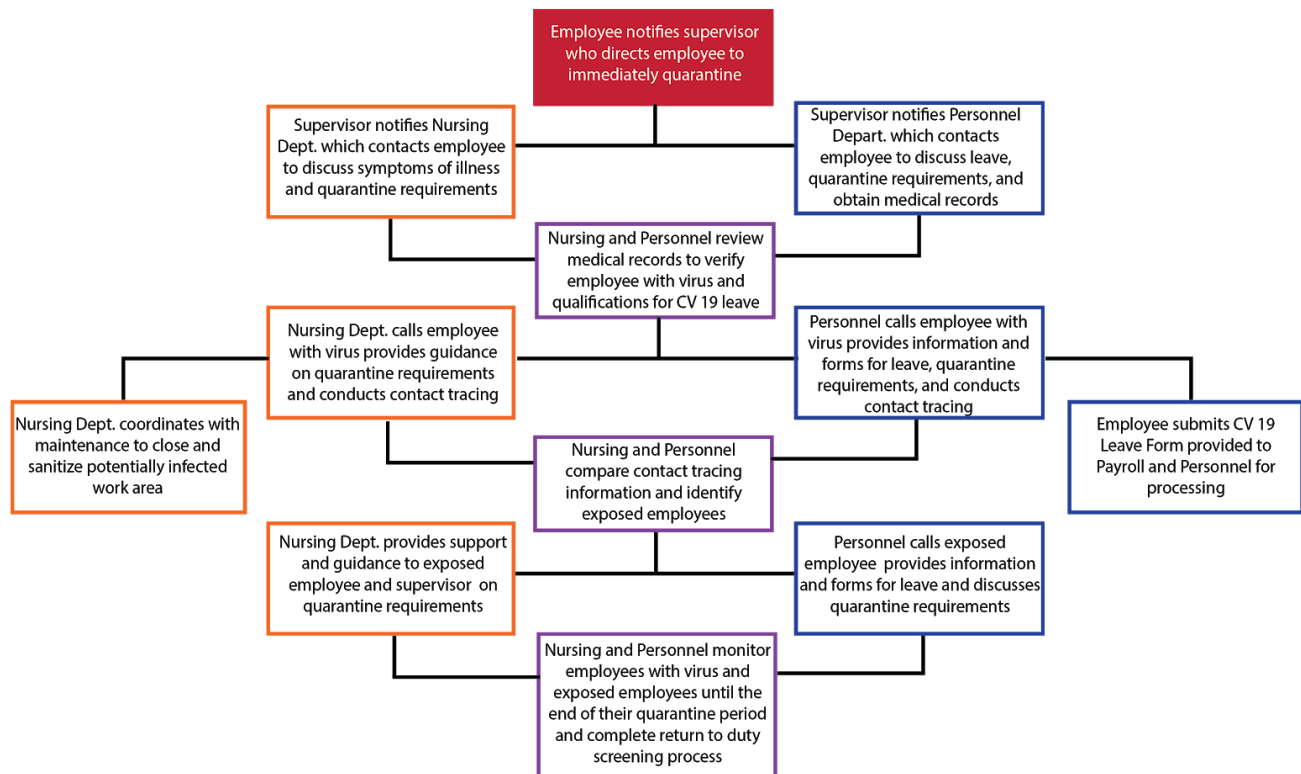 Employee notifies supervisor
who directs employee to
immediately quarantine
Supervisor notifies Nursing
Dept. which contacts employee
to discuss symptoms of illness
and quarantine requirements
Supervisor notifies Personnel
Depart. which contacts
employee to discuss leave,
quarantine requirements, and
obtain medical records
Nursing and Personnel review
medical records to verify
employee with virus and
qualifications for CV 19 leave
Nursing Dept. calls employee
with virus provides guidance
on quarantine requirements
and conducts contact tracing
Personnel calls employee with
virus provides information and
forms for leave, quarantine
requirements, and conducts
contact tracing
Nursing Dept. coordinates with
maintenance to close and
sanitize potentially infected
work area
Employee submits CV 19
Leave Form provided to
Payroll and Personnel for
processing
Nursing and Personnel
compare contact tracing
information and identify
exposed employees
Nursing Dept. provides support
and guidance to exposed
employee and supervisor on
quarantine requirements
Personnel calls exposed
employee provides information
and forms for leave and discusses
quarantine requirements
Nursing and Personnel monitor
employees with virus and
exposed employees until the
end of their quarantine period
and complete return to duty
screening process